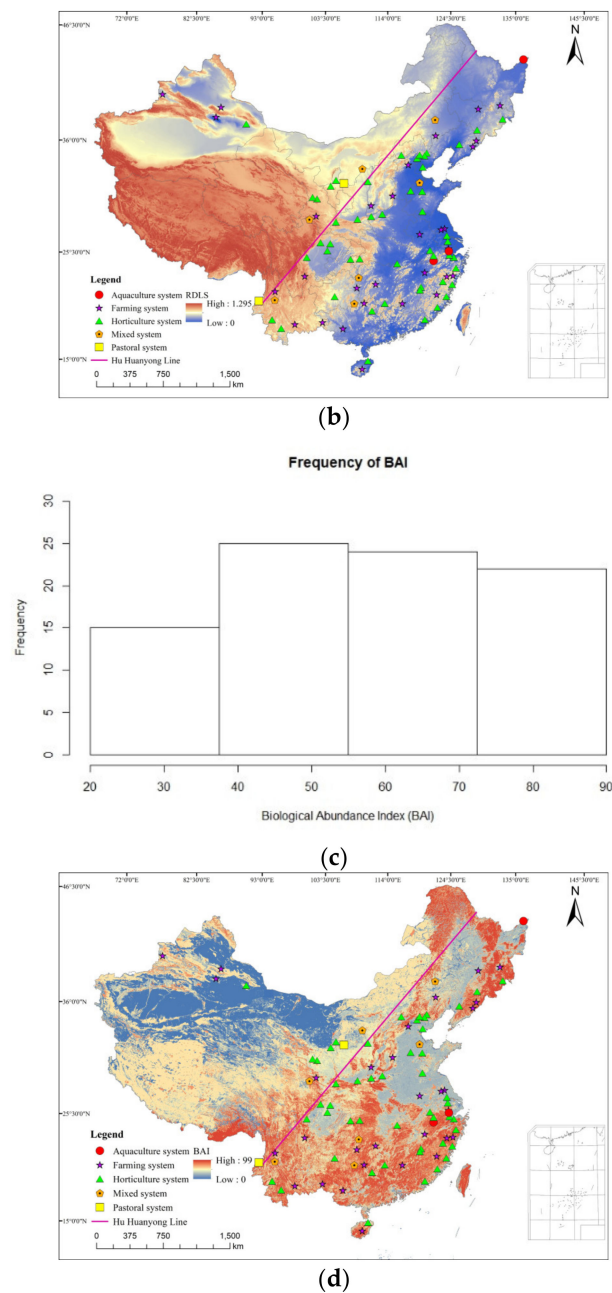 72°0'0"E 82°30'0"E 93°0'0"E 103°30'0"E 114°0'0"E 124°30'0"E 135°0'0"E 145°30'0"E
46°30'0"N
N
36°0'0"N
25°30'0"N
Legend
Aquaculture system RDLS
Farming system High : 1.295
Horticulture system
Mixed system Low : 0
Pastoral system
15°0'0"N
Hu Huanyong Line
0 375 750 1,500
km
(b)
Frequency of BAI
Frequency
30
25
20
15
10
5
0
20 30 40 50 60 70 80 90
Biological Abundance Index (BAI)
(c)
72°0'0"E 82°30'0"E 93°0'0"E 103°30'0"E 114°0'0"E 124°30'0"E 135°0'0"E 145°30'0"E
46°30'0"N
N
36°0'0"N
25°30'0"N
Legend
Aquaculture system BAI
Farming system High : 99
Horticulture system
Mixed system Low : 0
Pastoral system
15°0'0"N
Hu Huanyong Line
0 375 750 1,500
km
(d)